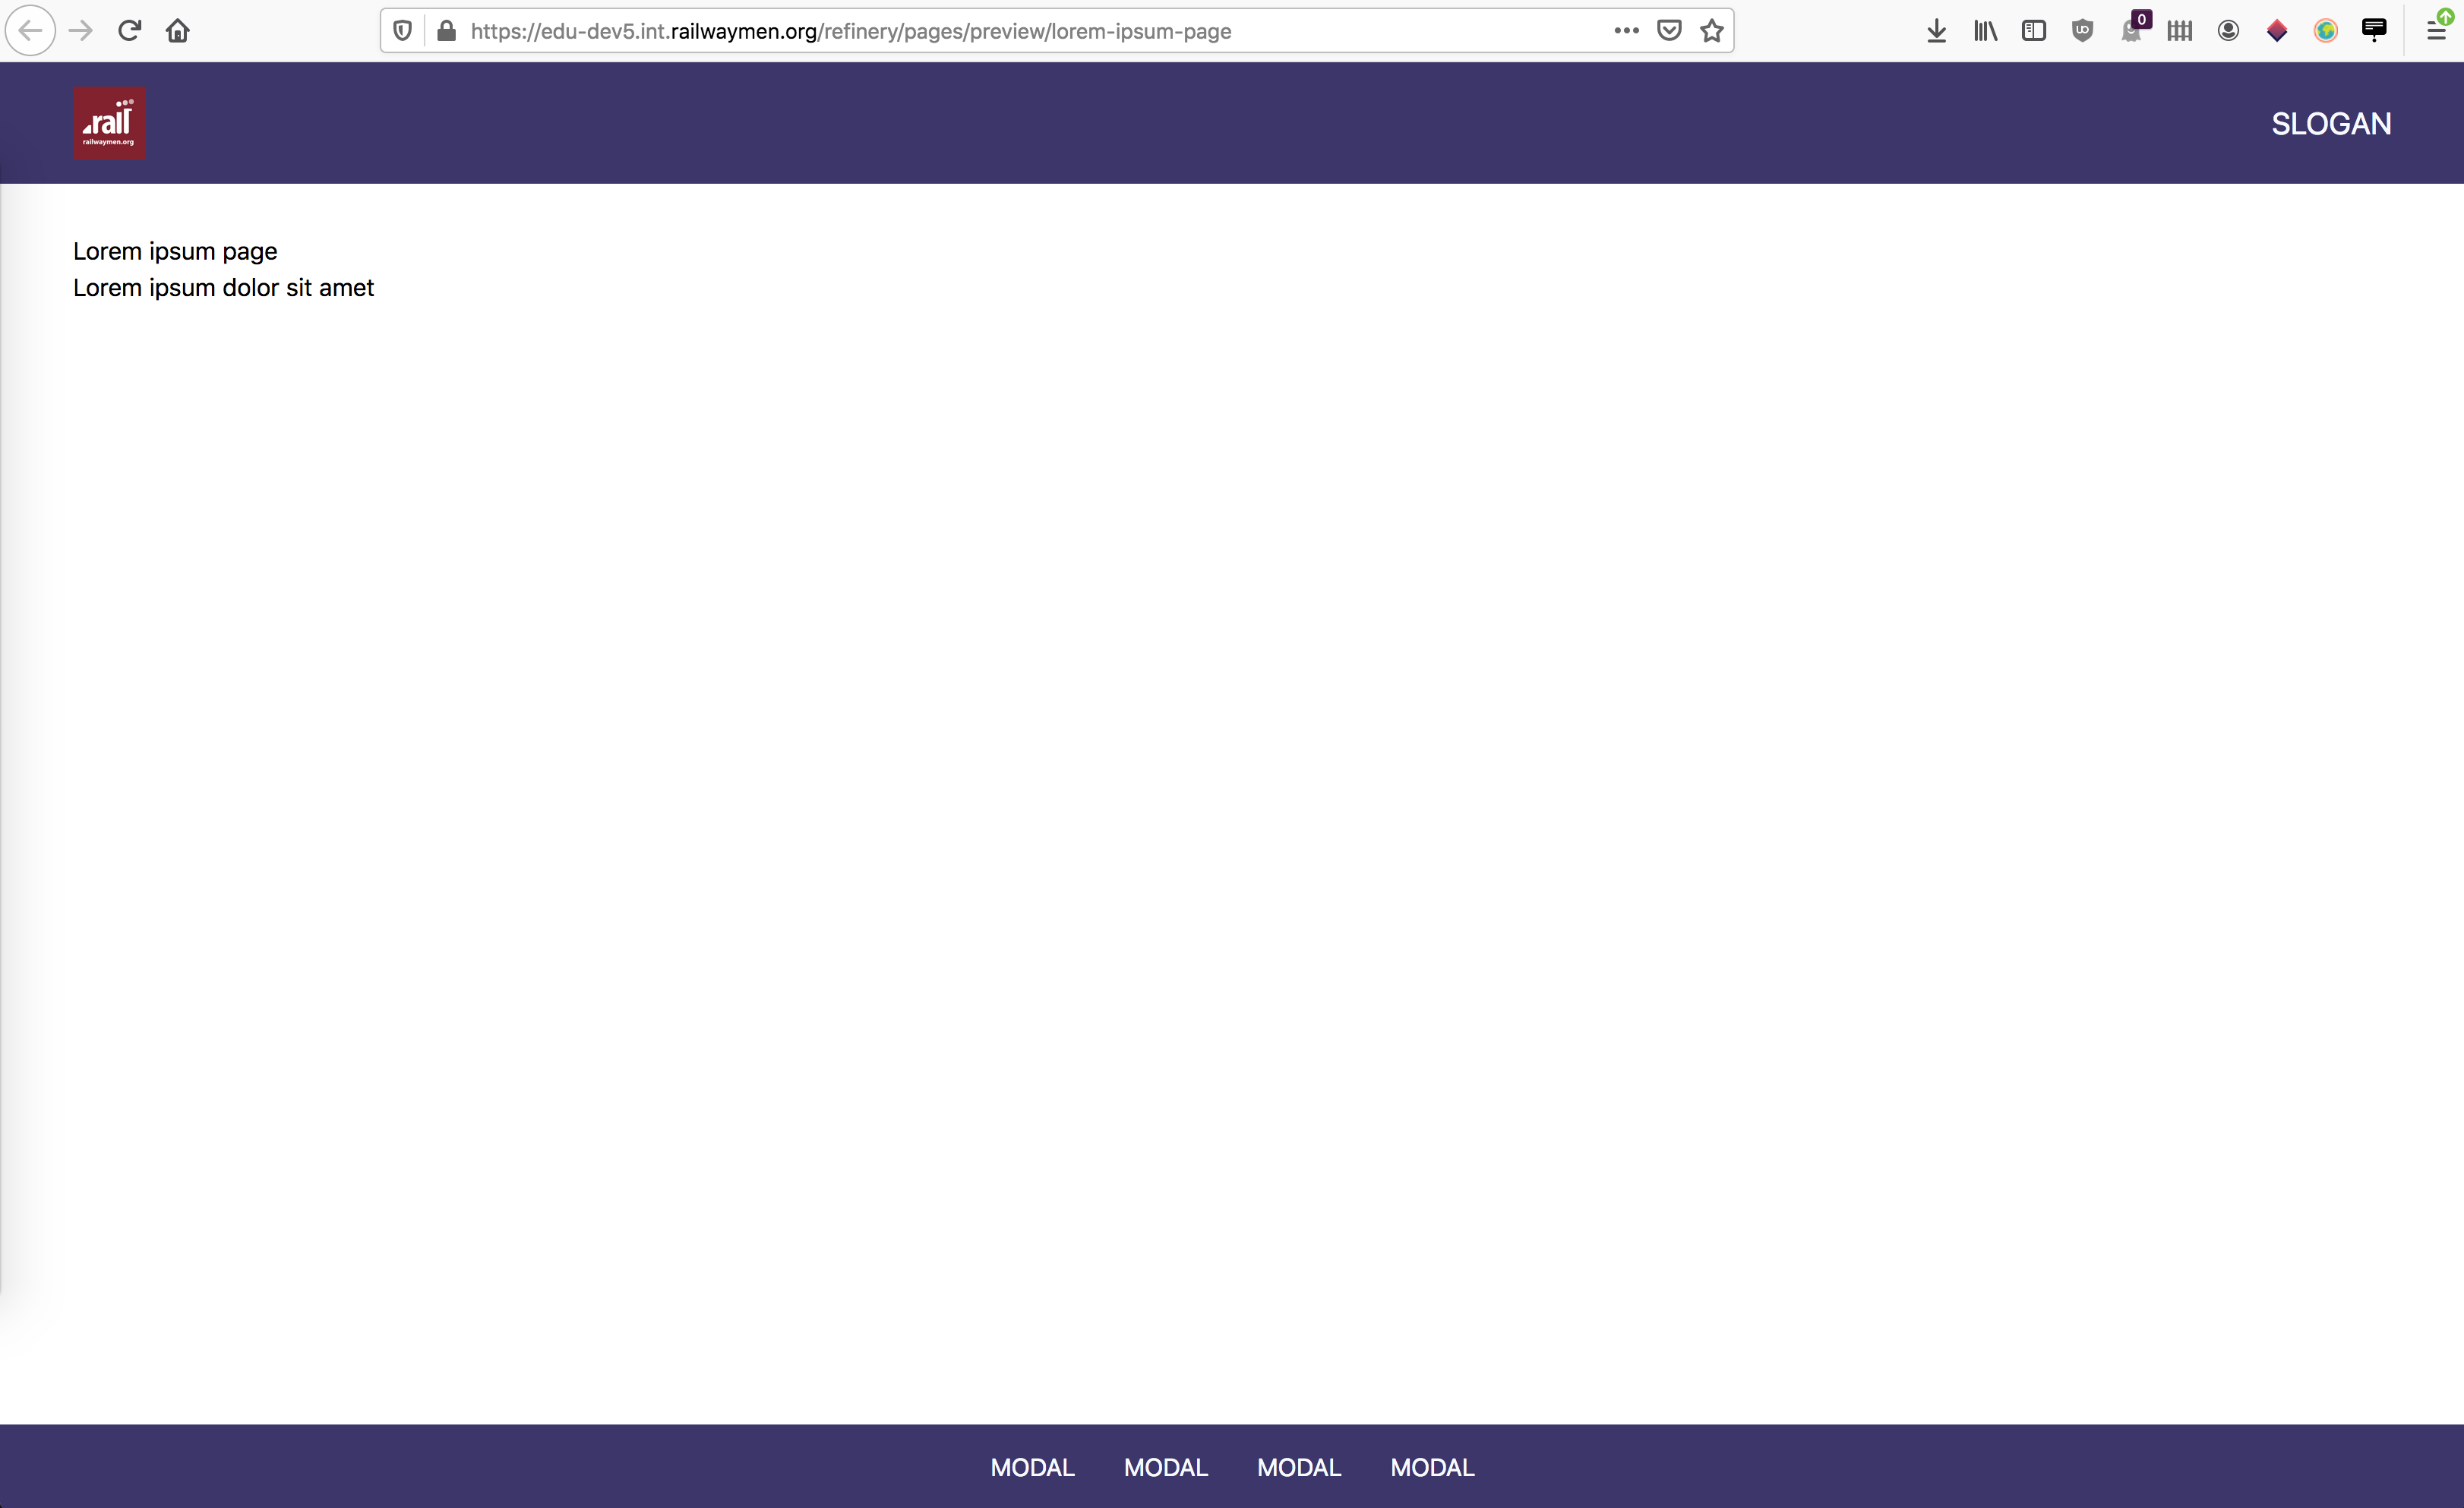 https://edu-dev5.int.railwaymen.org/refinery/pages/preview/lorem-ipsum-page
0
.rail
railwaymen.org
SLOGAN
Lorem ipsum page
Lorem ipsum dolor sit amet
MODAL MODAL MODAL MODAL